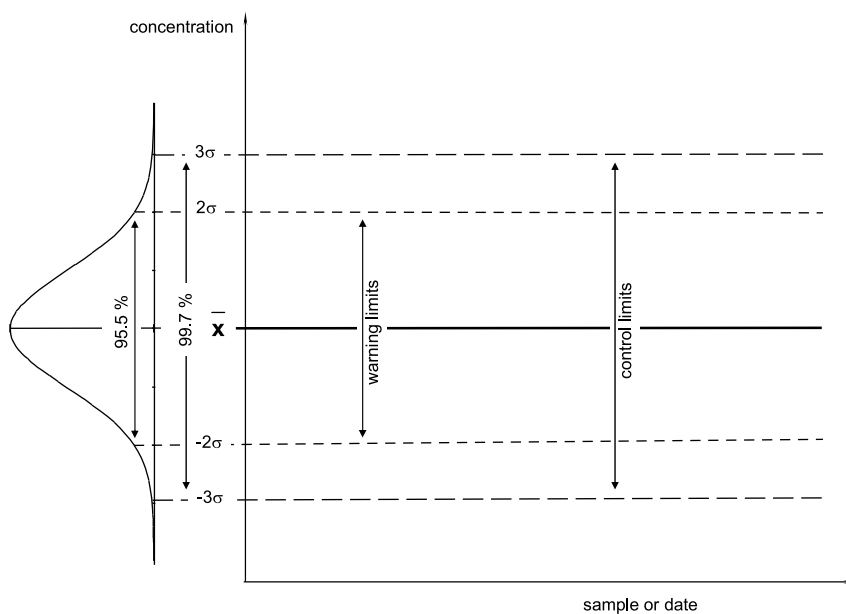 concentration
3σ
2σ
95.5 %
99.7 %
x̄
warning limits
control limits
-2σ
-3σ
sample or date